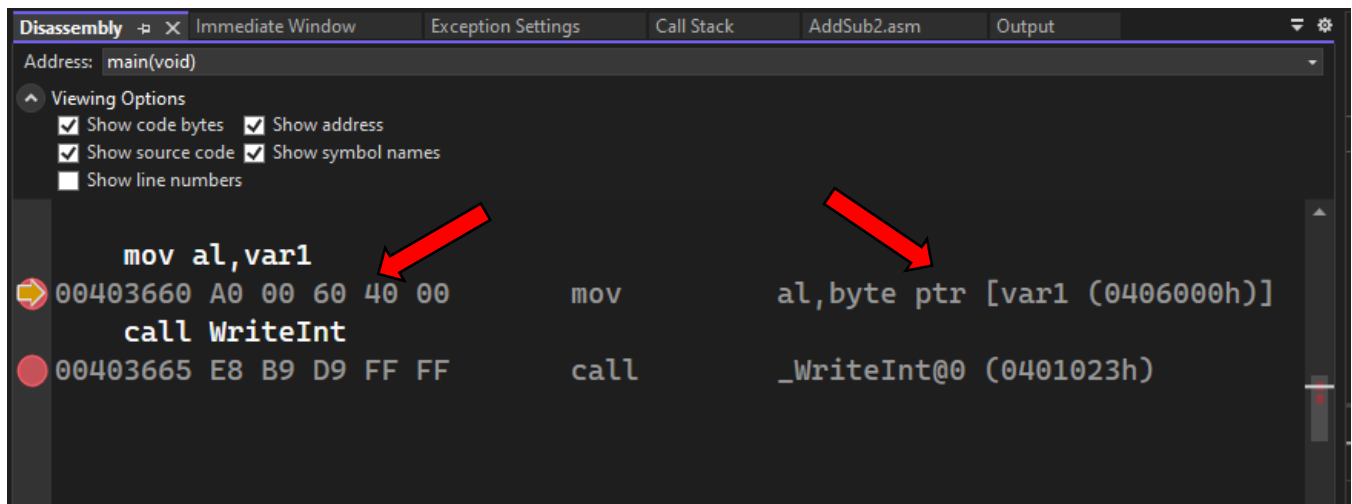 Disassembly Immediate Window Exception Settings Call Stack AddSub2.asm Output
Address: main(void)
Viewing Options
Show code bytes Show address
Show source code Show symbol names
Show line numbers
mov al,var1
00403660 A0 00 60 40 00 mov al,byte ptr [var1 (0406000h)]
call WriteInt
00403665 E8 B9 D9 FF FF call _WriteInt@0 (0401023h)